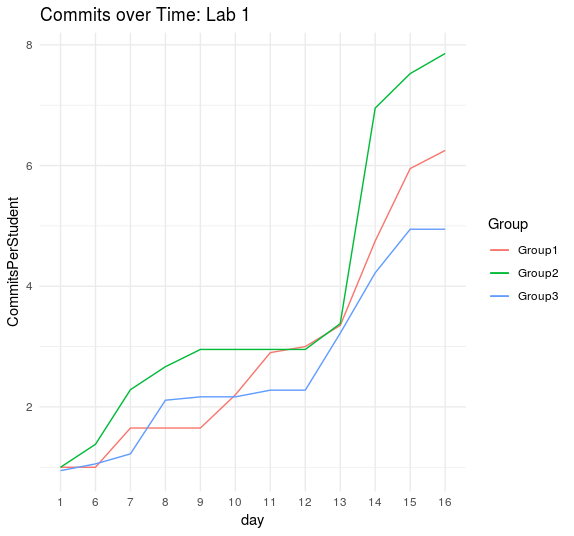 Commits over Time: Lab 1
8
6
4
2
CommitsPerStudent
1 6 7 8 9 10 11 12 13 14 15 16
day
Group
Group1
Group2
Group3